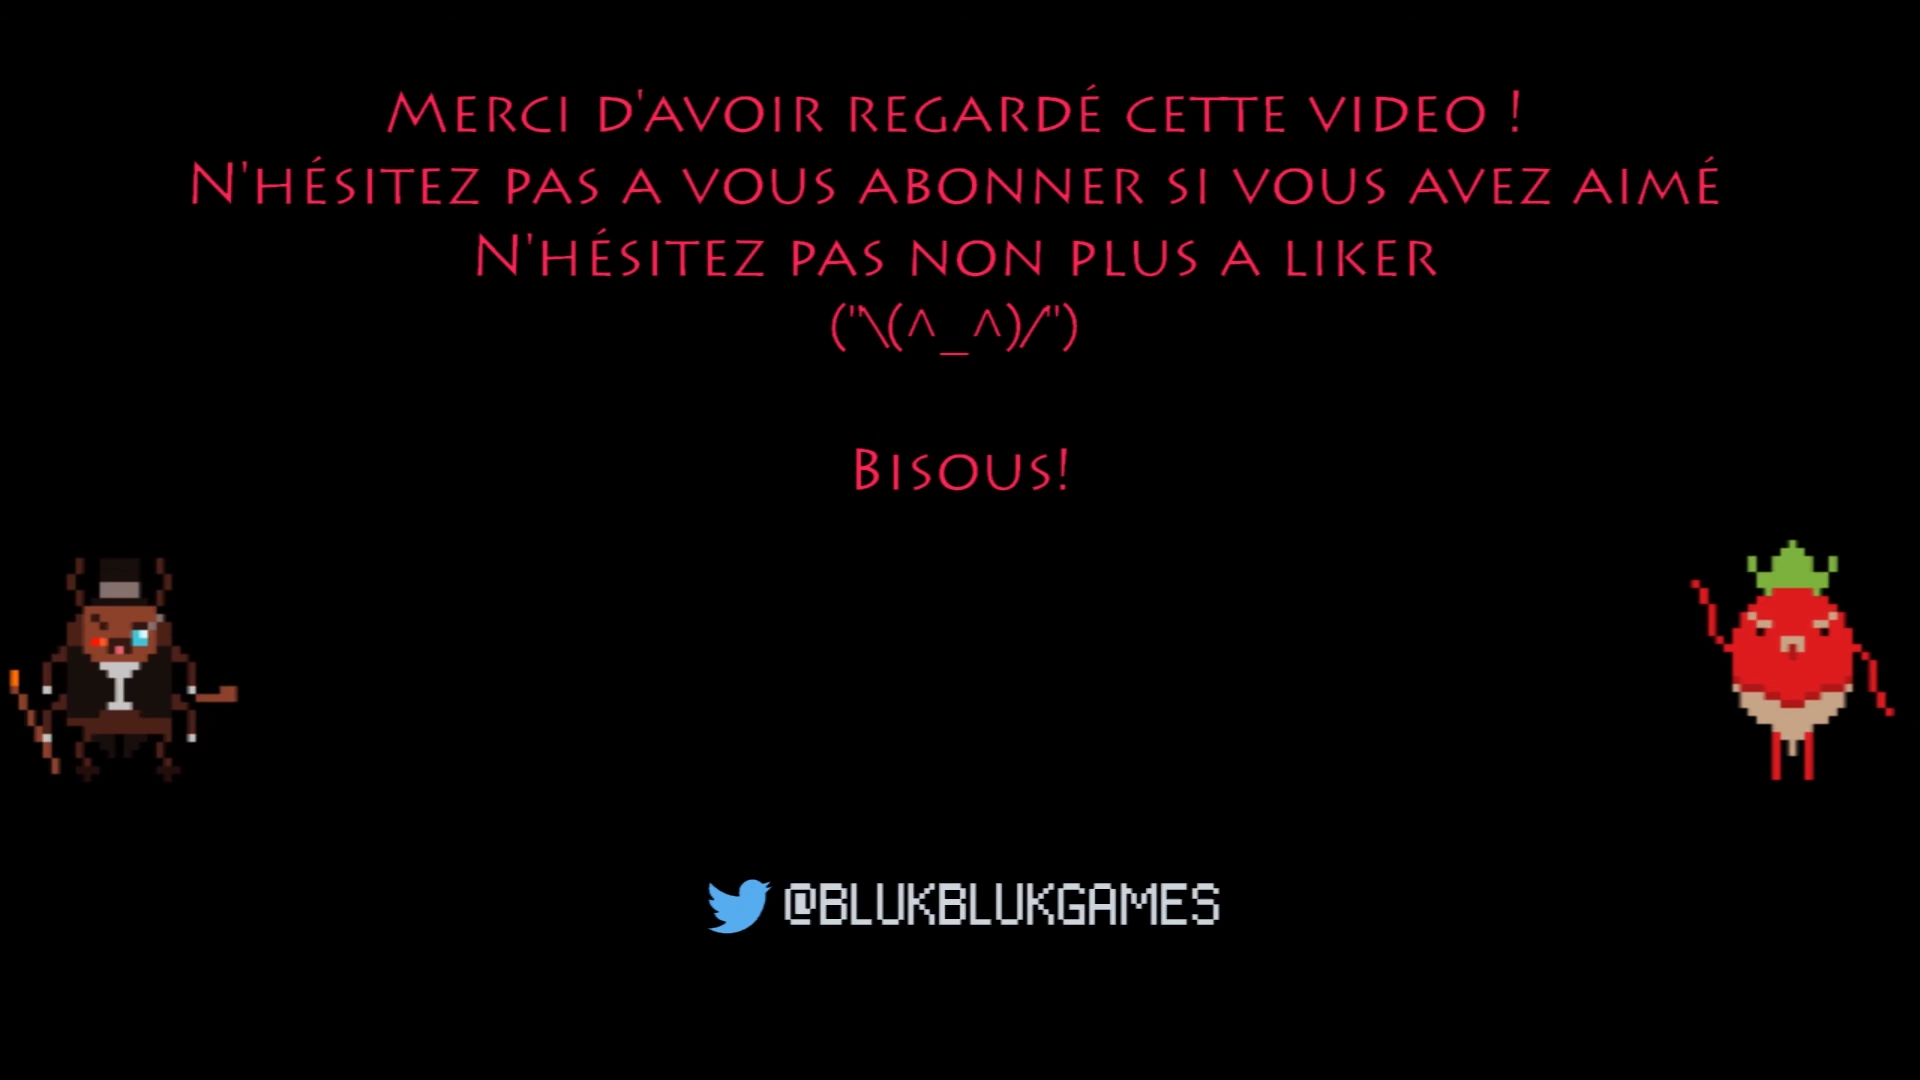 Merci d'avoir regardé cette video !
N'hésitez pas a vous abonner si vous avez aimé
N'hésitez pas non plus a liker
("\(^_^)/")
Bisous!
@BLUKBLUKGAMES